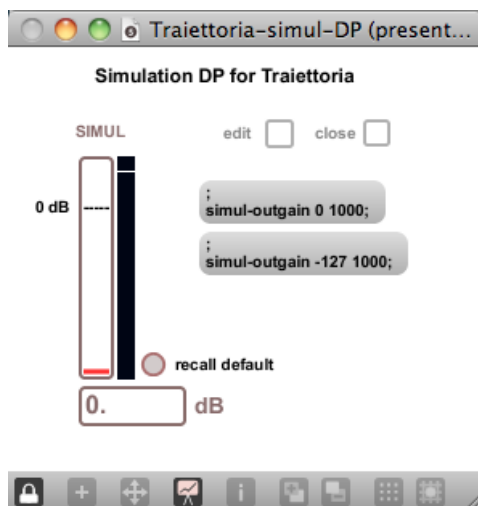 Traiettoria-simul-DP (present...
Simulation DP for Traiettoria
SIMUL
edit
close
0 dB
;
simul-outgain 0 1000;
;
simul-outgain -127 1000;
recall default
0.
dB